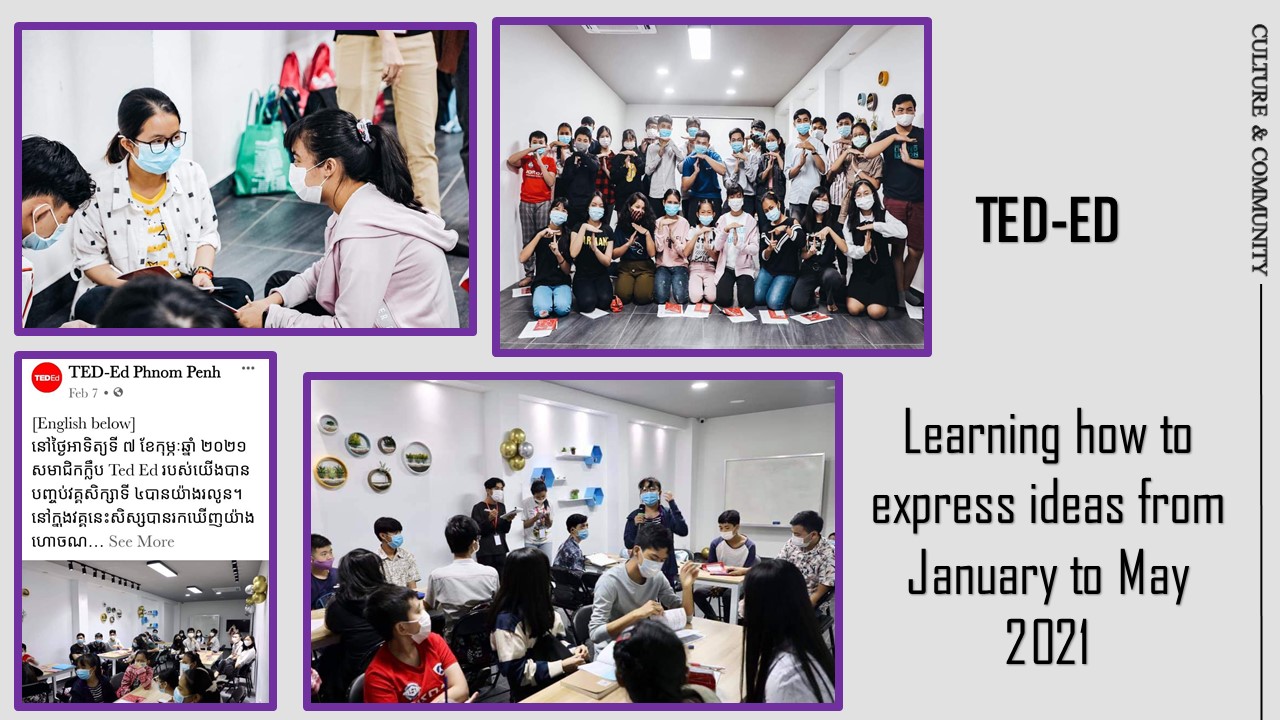 TED-ED
Learning how to
express ideas from
January to May
2021
CULTURE & COMMUNITY
TEDEd
TED-Ed Phnom Penh
Feb 7
[English below]
នៅថ្ងៃអាទិត្យទី ៧ ខែកុម្ភៈឆ្នាំ ២០២១
សមាជិកក្លឹប Ted Ed របស់យើងបាន
បញ្ចប់វគ្គសិក្សាទី ៤បានយ៉ាងរលូន។
នៅក្នុងវគ្គនេះសិស្សបានរកឃើញយ៉ាង
ហោចណ... See More